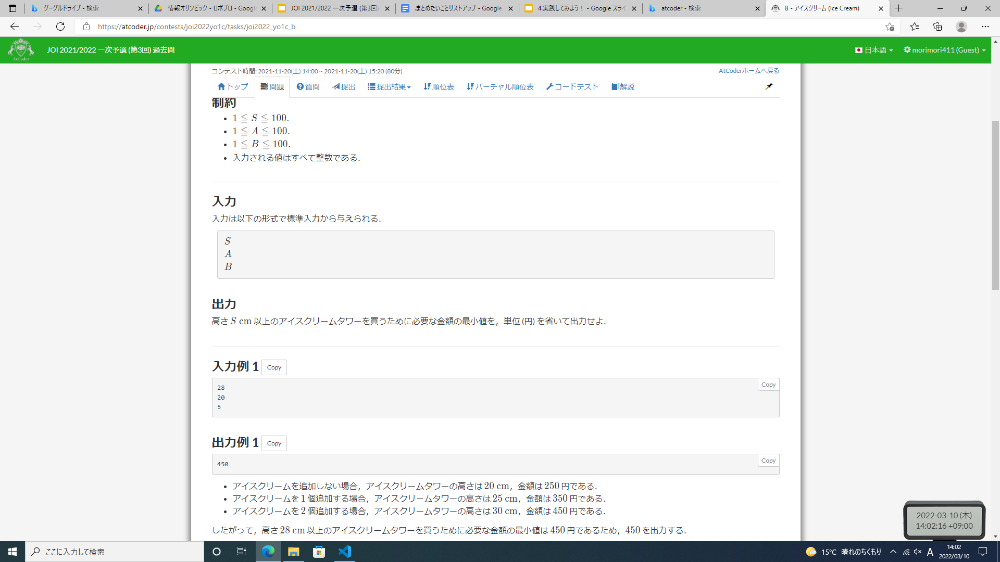 グーグルドライブ - 検索
情報オリンピック - ロボプロ - Googl
JOI 2021/2022 一次予選 (第3回)
.まとめたいことリストアップ - Google
4.実践してみよう！ - Google スライ
atcoder - 検索
B - アイスクリーム (Ice Cream)
https://atcoder.jp/contests/joi2022yo1c/tasks/joi2022_yo1c_b
AtCoder
JOI 2021/2022 一次予選 (第3回) 過去問
日本語
morimori411 (Guest)
コンテスト時間: 2021-11-20(土) 14:00 ~ 2021-11-20(土) 15:20 (80分)
AtCoderホームへ戻る
トップ
問題
質問
提出
提出結果
順位表
バーチャル順位表
コードテスト
解説
制約
1 ≦ S ≦ 100.
1 ≦ A ≦ 100.
1 ≦ B ≦ 100.
入力される値はすべて整数である．
入力
入力は以下の形式で標準入力から与えられる．
S
A
B
出力
高さ S cm 以上のアイスクリームタワーを買うために必要な金額の最小値を，単位 (円) を省いて出力せよ．
入力例 1 Copy
Copy
28
20
5
出力例 1 Copy
Copy
450
アイスクリームを追加しない場合，アイスクリームタワーの高さは 20 cm，金額は 250 円である．
アイスクリームを 1 個追加する場合，アイスクリームタワーの高さは 25 cm，金額は 350 円である．
アイスクリームを 2 個追加する場合，アイスクリームタワーの高さは 30 cm，金額は 450 円である．
したがって，高さ 28 cm 以上のアイスクリームタワーを買うために必要な金額の最小値は 450 円であるため，450 を出力する．
2022-03-10 (木)
14:02:16 +09:00
ここに入力して検索
15°C 晴れのちくもり
A
14:02
2022/03/10